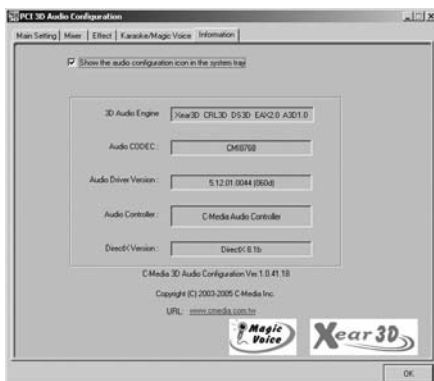 PCI 3D Audio Configuration
Main Setting Mixer Effect Karaoke/Magic Voice Information
Show the audio configuration icon in the system tray
3D Audio Engine Xear3D CRL3D DS3D EAX2.0 A3D1.0
Audio CODEC : CMI8768
Audio Driver Version : 5.12.01.0044 (060d)
Audio Controller : C-Media Audio Controller
DirectX Version : DirectX 8.1b
C-Media 3D Audio Configuration Ver.1.0.41.18
Copyright (C) 2003-2005 C-Media Inc.
URL: www.cmedia.com.tw
Magic Voice
Xear 3D
OK